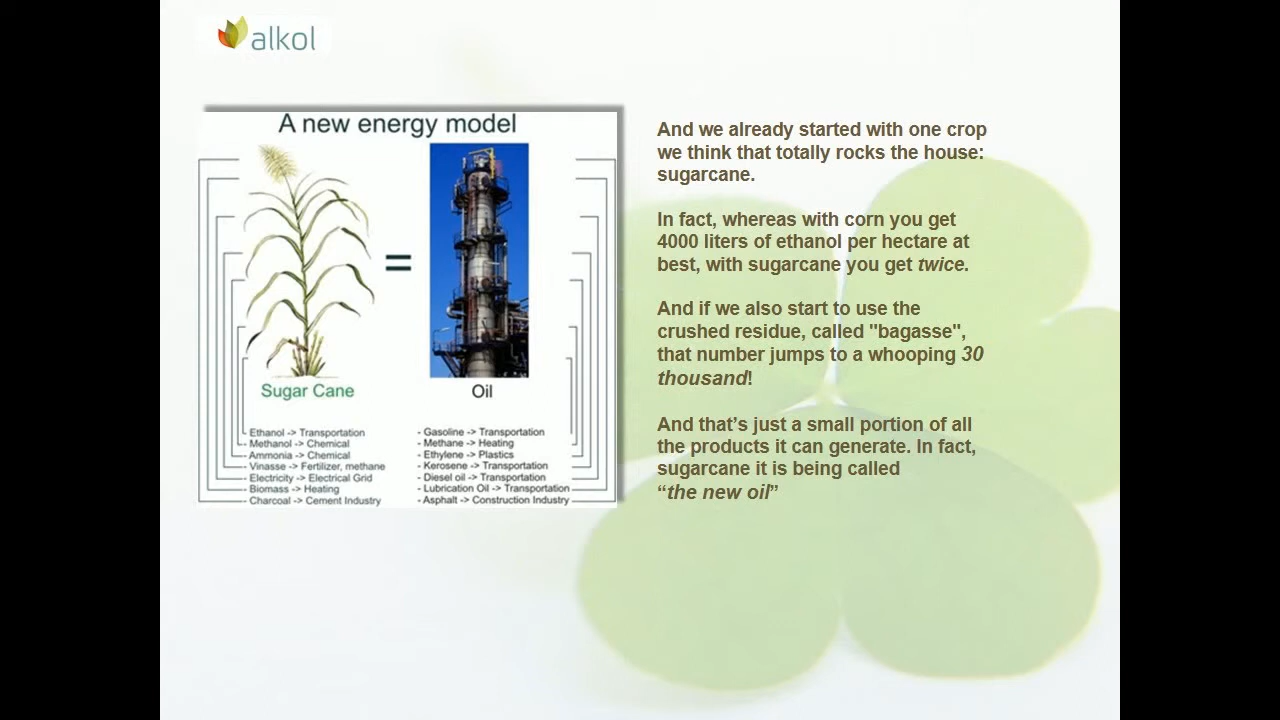 alkol
A new energy model
=
Sugar Cane
Oil
- Ethanol -> Transportation
- Methanol -> Chemical
- Ammonia -> Chemical
- Vinasse -> Fertilizer, methane
- Electricity -> Electrical Grid
- Biomass -> Heating
- Charcoal -> Cement Industry
- Gasoline -> Transportation
- Methane -> Heating
- Ethylene -> Plastics
- Kerosene -> Transportation
- Diesel oil -> Transportation
- Lubrication Oil -> Transportation
- Asphalt -> Construction Industry
And we already started with one crop
we think that totally rocks the house:
sugarcane.
In fact, whereas with corn you get
4000 liters of ethanol per hectare at
best, with sugarcane you get twice.
And if we also start to use the
crushed residue, called "bagasse",
that number jumps to a whooping 30
thousand!
And that’s just a small portion of all
the products it can generate. In fact,
sugarcane it is being called
“the new oil”